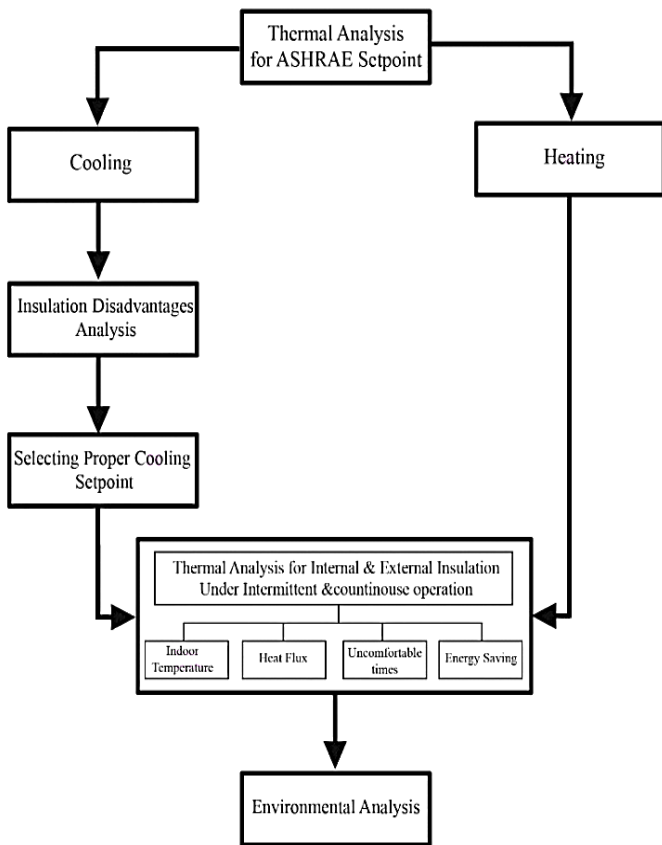 Thermal Analysis
for ASHRAE Setpoint
Cooling
Heating
Insulation Disadvantages
Analysis
Selecting Proper Cooling
Setpoint
Thermal Analysis for Internal & External Insulation
Under Intermittent &countinouse operation
Indoor
Temperature
Heat Flux
Uncomfortable
times
Energy Saving
Environmental Analysis